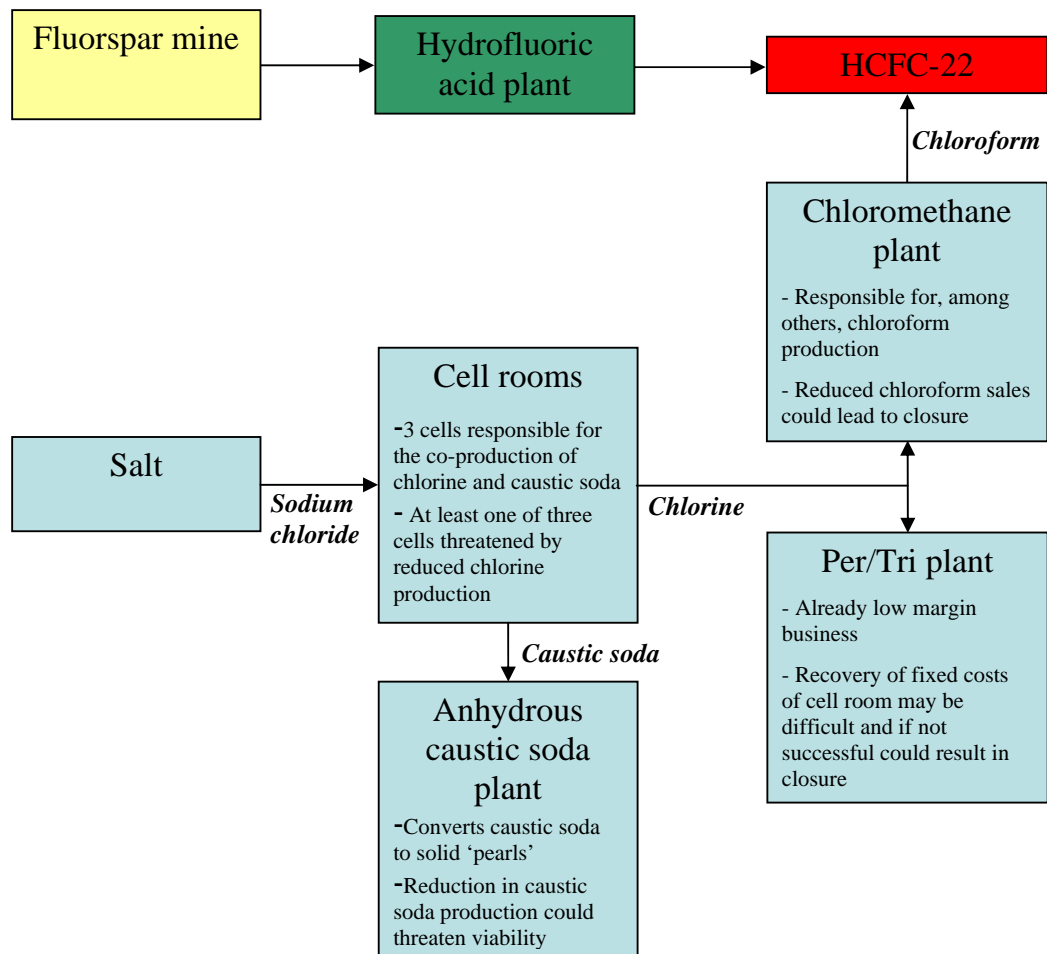 Fluorspar mine
Hydrofluoric
acid plant
HCFC-22
Chloroform
Chloromethane
plant
- Responsible for, among
others, chloroform
production
- Reduced chloroform sales
could lead to closure
Cell rooms
-3 cells responsible for
the co-production of
chlorine and caustic soda
- At least one of three
cells threatened by
reduced chlorine
production
Salt
Sodium
chloride
Chlorine
Per/Tri plant
- Already low margin
business
- Recovery of fixed costs
of cell room may be
difficult and if not
successful could result in
closure
Caustic soda
Anhydrous
caustic soda
plant
-Converts caustic soda
to solid ‘pearls’
-Reduction in caustic
soda production could
threaten viability